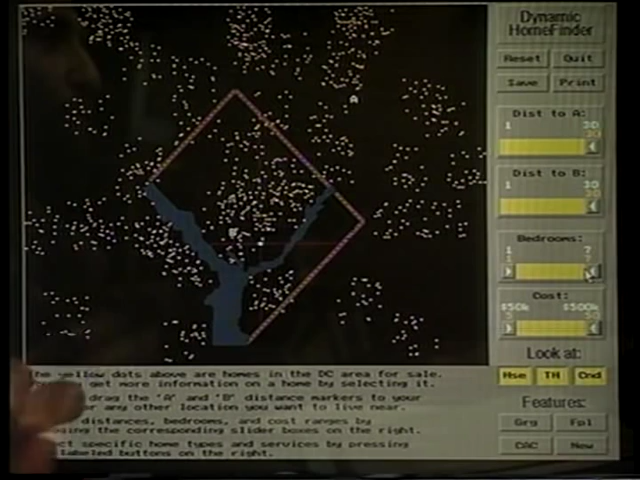 Dynamic
HomeFinder
Reset Quit
Save Print
Dist to A:
1 30
30
Dist to B:
1 30
30
Bedrooms:
1 7
1 7
Cost:
$50k $500k
Look at:
Hse TH Cnd
Features:
Grg Fpl
CAC New
A
B
The yellow dots above are homes in the DC area for sale.
get more information on a home by selecting it.
drag the 'A' and 'B' distance markers to your
or any other location you want to live near.
distances, bedrooms, and cost ranges by
the corresponding slider boxes on the right.
specific home types and services by pressing
labeled buttons on the right.